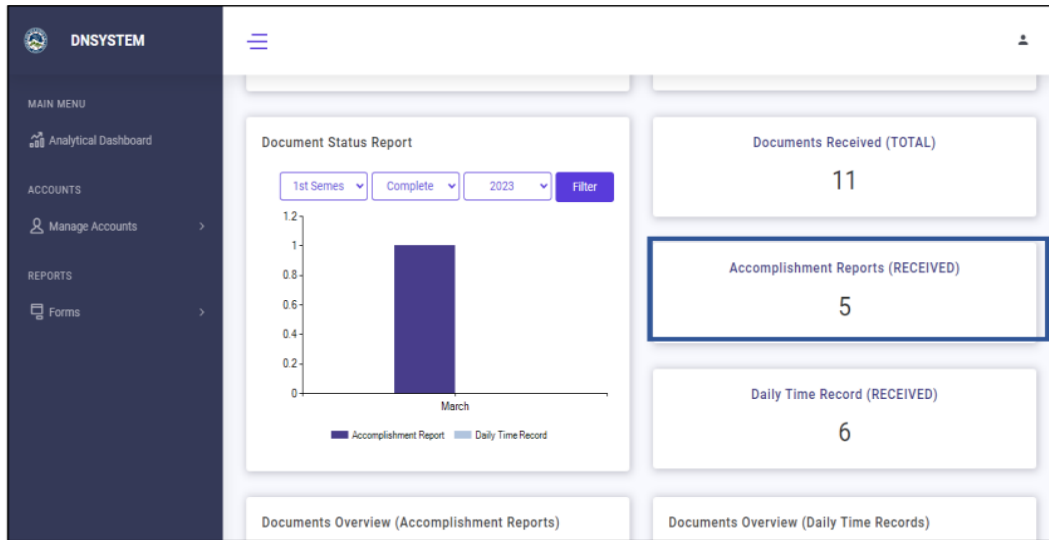 DNSYSTEM
MAIN MENU
Analytical Dashboard
ACCOUNTS
Manage Accounts
REPORTS
Forms
Document Status Report
1st Semes Complete 2023 Filter
1.2
1
0.8
0.6
0.4
0.2
0
March
Accomplishment Report Daily Time Record
Documents Received (TOTAL)
11
Accomplishment Reports (RECEIVED)
5
Daily Time Record (RECEIVED)
6
Documents Overview (Accomplishment Reports)
Documents Overview (Daily Time Records)